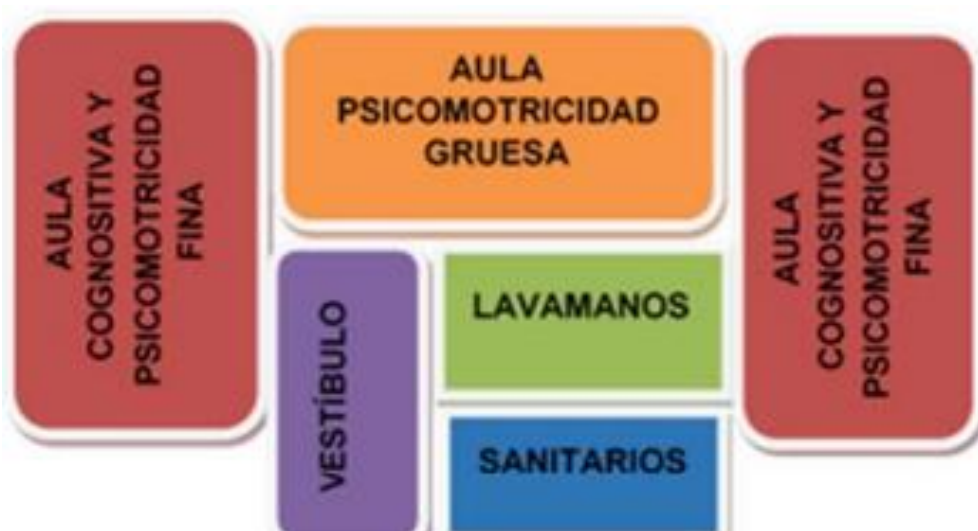 AULA
COGNOSITIVA Y
PSICOMOTRICIDAD
FINA
AULA
PSICOMOTRICIDAD
GRUESA
AULA
COGNOSITIVA Y
PSICOMOTRICIDAD
FINA
VESTÍBULO
LAVAMANOS
SANITARIOS